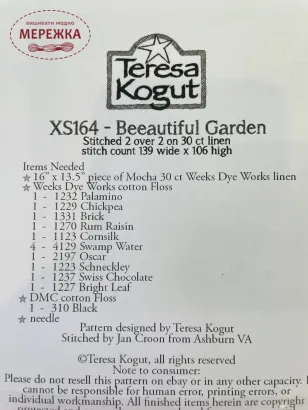 вишивати модно
МЕРЕЖКА
Teresa
Kogut
XS164 - Beeautiful Garden
Stitched 2 over 2 on 30 ct linen
stitch count 139 wide x 106 high
Items Needed
16" x 13.5" piece of Mocha 30 ct Weeks Dye Works linen
Weeks Dye Works cotton Floss
1 - 1232 Palamino
1 - 1229 Chickpea
1 - 1331 Brick
1 - 1270 Rum Raisin
1 - 1123 Cornsilk
4 - 4129 Swamp Water
1 - 2197 Oscar
1 - 1223 Schneckley
1 - 1237 Swiss Chocolate
1 - 1227 Bright Leaf
DMC cotton Floss
1 - 310 Black
needle
Pattern designed by Teresa Kogut
Stitched by Jan Croon from Ashburn VA
©Teresa Kogut, all rights reserved
Note to consumer:
Please do not resell this pattern on ebay or in any other capacity.
cannot be responsible for human error, printing errors, or
individual workmanship. All finished items herein are copyright